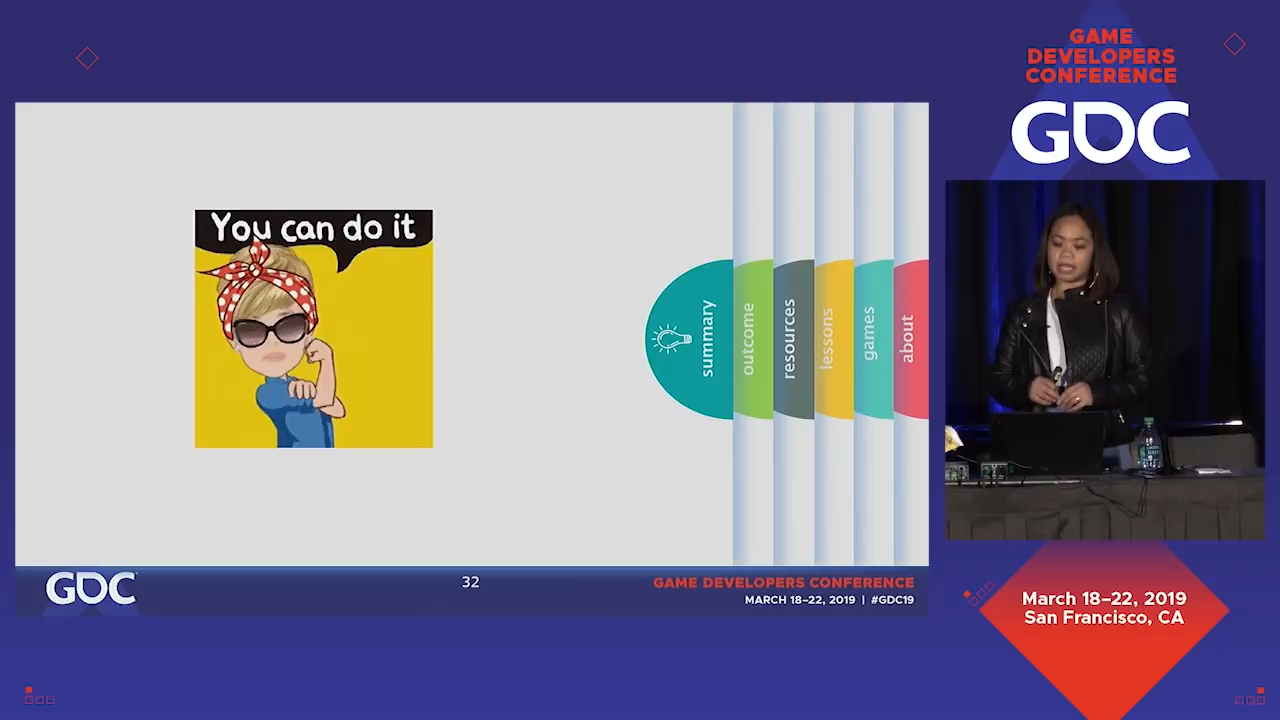 You can do it
summary
outcome
resources
lessons
games
about
GDC
32
GAME DEVELOPERS CONFERENCE
MARCH 18–22, 2019 | #GDC19
GAME
DEVELOPERS
CONFERENCE
GDC
March 18–22, 2019
San Francisco, CA